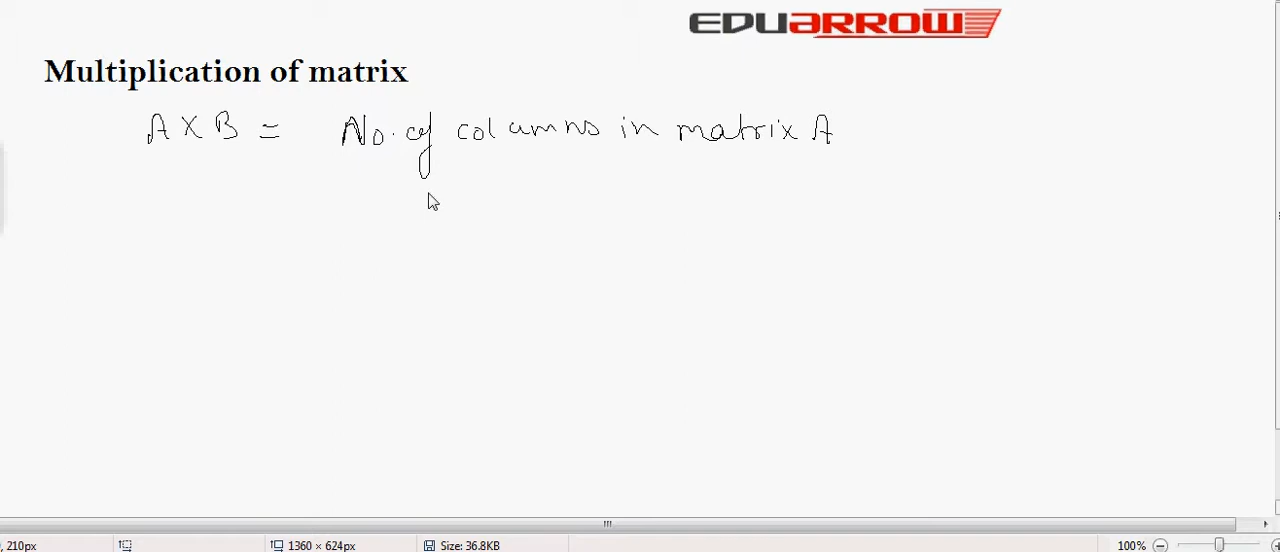 EDUARROW
Multiplication of matrix
A X B = No. of columns in matrix A
, 210px
1360 × 624px
Size: 36.8KB
100%